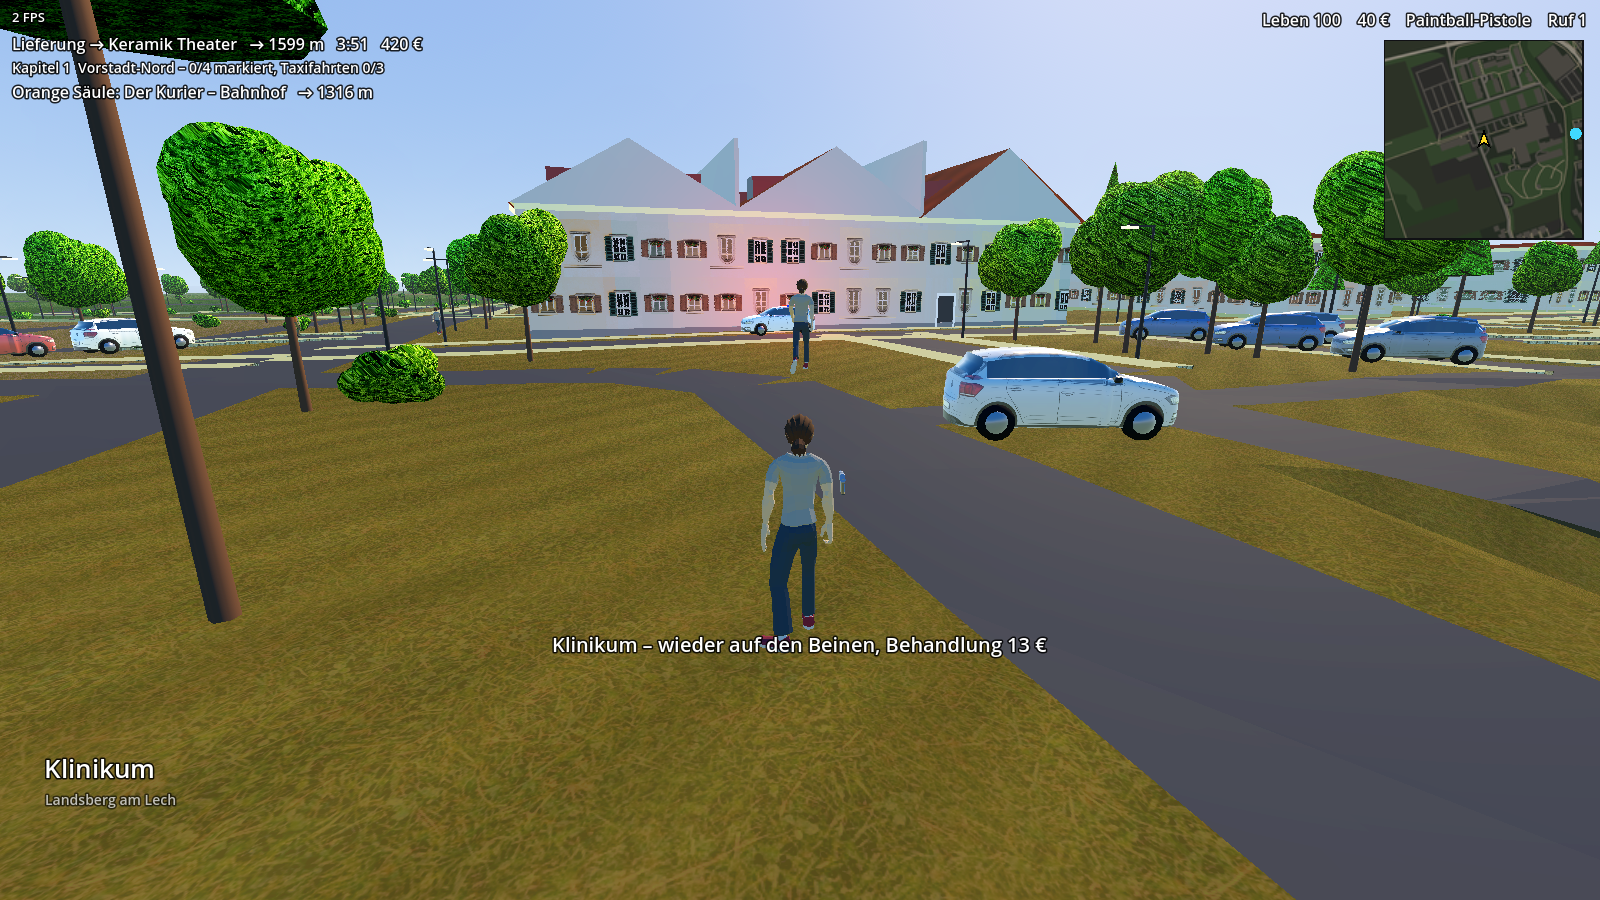 2 FPS
Lieferung → Keramik Theater → 1599 m 3:51 420 €
Kapitel 1 Vorstadt-Nord – 0/4 markiert, Taxifahrten 0/3
Orange Säule: Der Kurier – Bahnhof → 1316 m
Leben 100 40 € Paintball-Pistole Ruf 1
Klinikum – wieder auf den Beinen, Behandlung 13 €
Klinikum
Landsberg am Lech